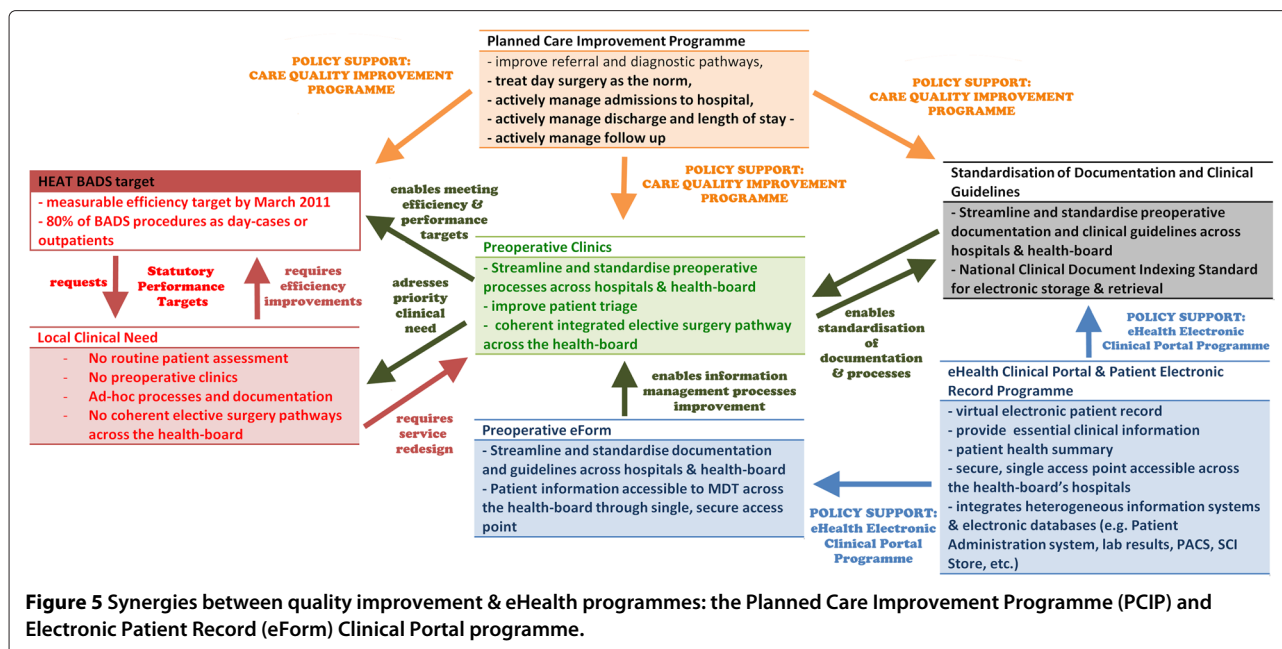 Planned Care Improvement Programme
- improve referral and diagnostic pathways,
- treat day surgery as the norm,
- actively manage admissions to hospital,
- actively manage discharge and length of stay -
- actively manage follow up
POLICY SUPPORT:
CARE QUALITY IMPROVEMENT
PROGRAMME
POLICY SUPPORT:
CARE QUALITY IMPROVEMENT
PROGRAMME
POLICY SUPPORT:
CARE QUALITY IMPROVEMENT
PROGRAMME
HEAT BADS target
- measurable efficiency target by March 2011
- 80% of BADS procedures as day-cases or
outpatients
enables meeting
efficiency &
performance
targets
Standardisation of Documentation and Clinical
Guidelines
- Streamline and standardise preoperative
documentation and clinical guidelines across
hospitals & health-board
- National Clinical Document Indexing Standard
for electronic storage & retrieval
Preoperative Clinics
- Streamline and standardise preoperative
processes across hospitals & health-board
- improve patient triage
- coherent integrated elective surgery pathway
across the health-board
requests
Statutory
Performance
Targets
requires
efficiency
improvements
adresses
priority
clinical
need
enables
standardisation
of
documentation
& processes
POLICY SUPPORT:
eHealth Electronic
Clinical Portal Programme
Local Clinical Need
- No routine patient assessment
- No preoperative clinics
- Ad-hoc processes and documentation
- No coherent elective surgery pathways
across the health-board
requires
service
redesign
enables information
management processes
improvement
Preoperative eForm
- Streamline and standardise documentation
and guidelines across hospitals & health-board
- Patient information accessible to MDT across
the health-board through single, secure access
point
POLICY SUPPORT:
eHealth Electronic
Clinical Portal
Programme
eHealth Clinical Portal & Patient Electronic
Record Programme
- virtual electronic patient record
- provide essential clinical information
- patient health summary
- secure, single access point accessible across
the health-board's hospitals
- integrates heterogeneous information systems
& electronic databases (e.g. Patient
Administration system, lab results, PACS, SCI
Store, etc.)
Figure 5 Synergies between quality improvement & eHealth programmes: the Planned Care Improvement Programme (PCIP) and
Electronic Patient Record (eForm) Clinical Portal programme.